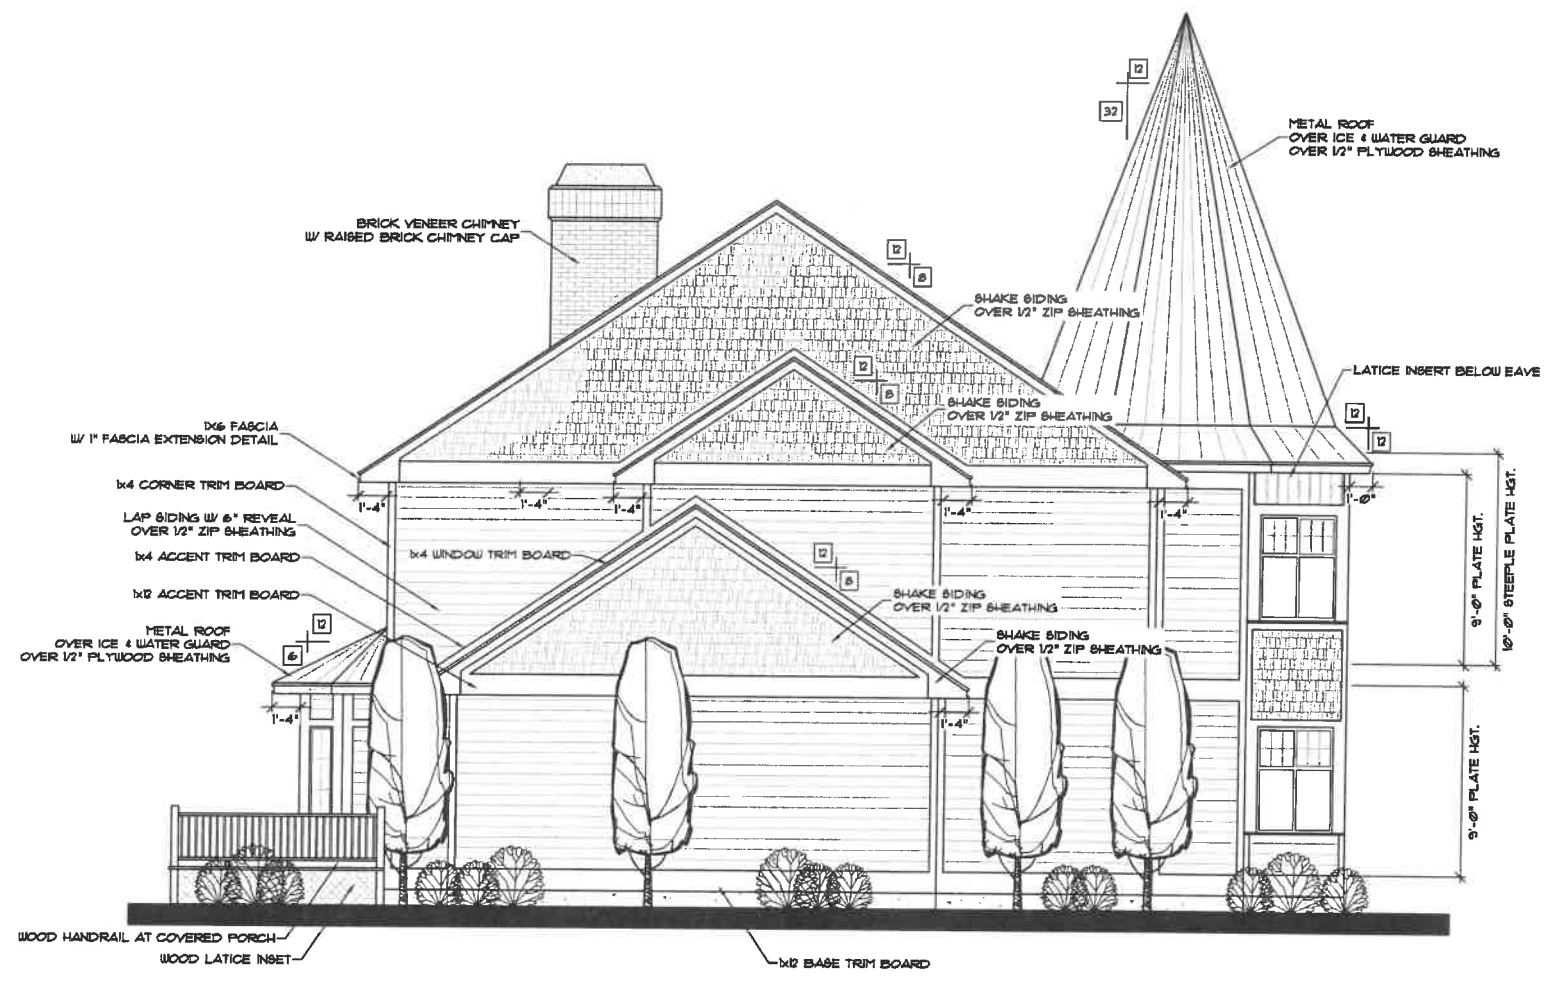 12
32
METAL ROOF
OVER ICE & WATER GUARD
OVER 1/2" PLYWOOD SHEATHING
BRICK VENEER CHIMNEY
W/ RAISED BRICK CHIMNEY CAP
12
8
SHAKE SIDING
OVER 1/2" ZIP SHEATHING
12
8
SHAKE SIDING
OVER 1/2" ZIP SHEATHING
LATICE INSERT BELOW EAVE
12
12
1X6 FASCIA
W/ 1" FASCIA EXTENSION DETAIL
1x4 CORNER TRIM BOARD
1'-4"
1'-4"
1'-4"
1'-4"
1'-4"
1'-0"
LAP SIDING W/ 6" REVEAL
OVER 1/2" ZIP SHEATHING
1x4 ACCENT TRIM BOARD
1x4 WINDOW TRIM BOARD
12
8
1x12 ACCENT TRIM BOARD
SHAKE SIDING
OVER 1/2" ZIP SHEATHING
9'-0" PLATE HGT.
10'-0" STEEPLE PLATE HGT.
12
6
METAL ROOF
OVER ICE & WATER GUARD
OVER 1/2" PLYWOOD SHEATHING
SHAKE SIDING
OVER 1/2" ZIP SHEATHING
1'-4"
1'-4"
9'-0" PLATE HGT.
WOOD HANDRAIL AT COVERED PORCH
WOOD LATICE INSET
1x12 BASE TRIM BOARD